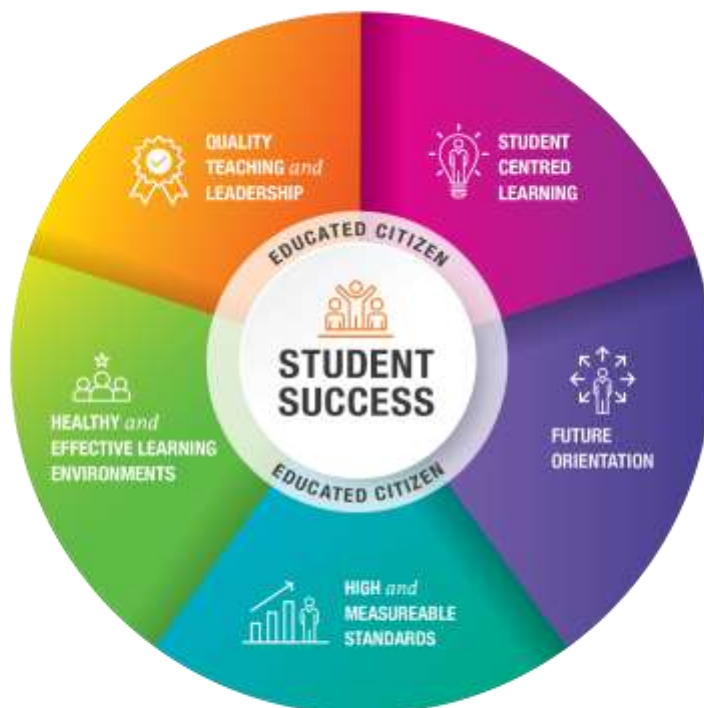 QUALITY
TEACHING and
LEADERSHIP
STUDENT
CENTRED
LEARNING
EDUCATED CITIZEN
STUDENT
SUCCESS
EDUCATED CITIZEN
HEALTHY and
EFFECTIVE LEARNING
ENVIRONMENTS
FUTURE
ORIENTATION
HIGH and
MEASUREABLE
STANDARDS